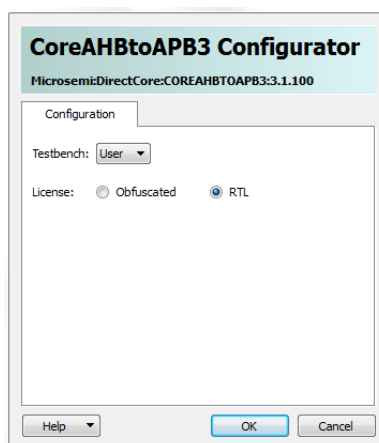 CoreAHBtoAPB3 Configurator
Microsemi:DirectCore:COREAHBTOAPB3:3.1.100
Configuration
Testbench: User
License: Obfuscated RTL
Help OK Cancel